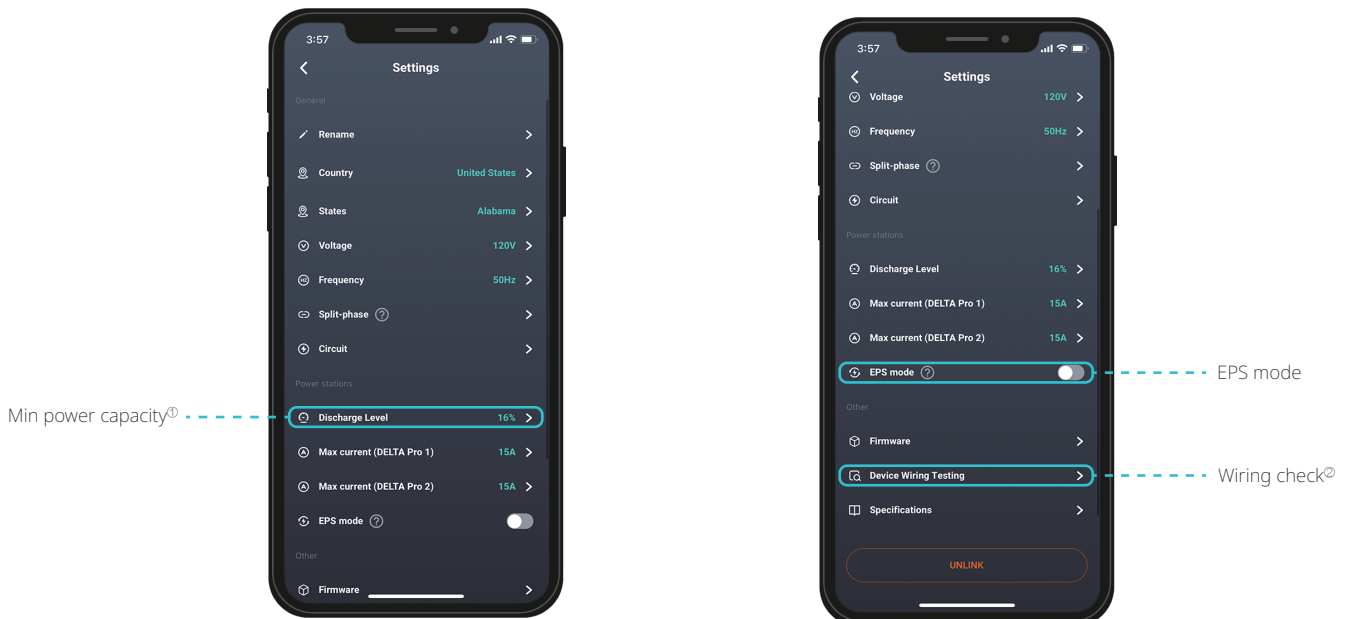 3:57
Settings
General
Rename
Country United States
States Alabama
Voltage 120V
Frequency 50Hz
Split-phase ?
Circuit
Power stations
Min power capacity①
Discharge Level 16%
Max current (DELTA Pro 1) 15A
Max current (DELTA Pro 2) 15A
EPS mode ?
Other
Firmware
3:57
Settings
Voltage 120V
Frequency 50Hz
Split-phase ?
Circuit
Power stations
Discharge Level 16%
Max current (DELTA Pro 1) 15A
Max current (DELTA Pro 2) 15A
EPS mode ?
EPS mode
Other
Firmware
Device Wiring Testing
Wiring check②
Specifications
UNLINK